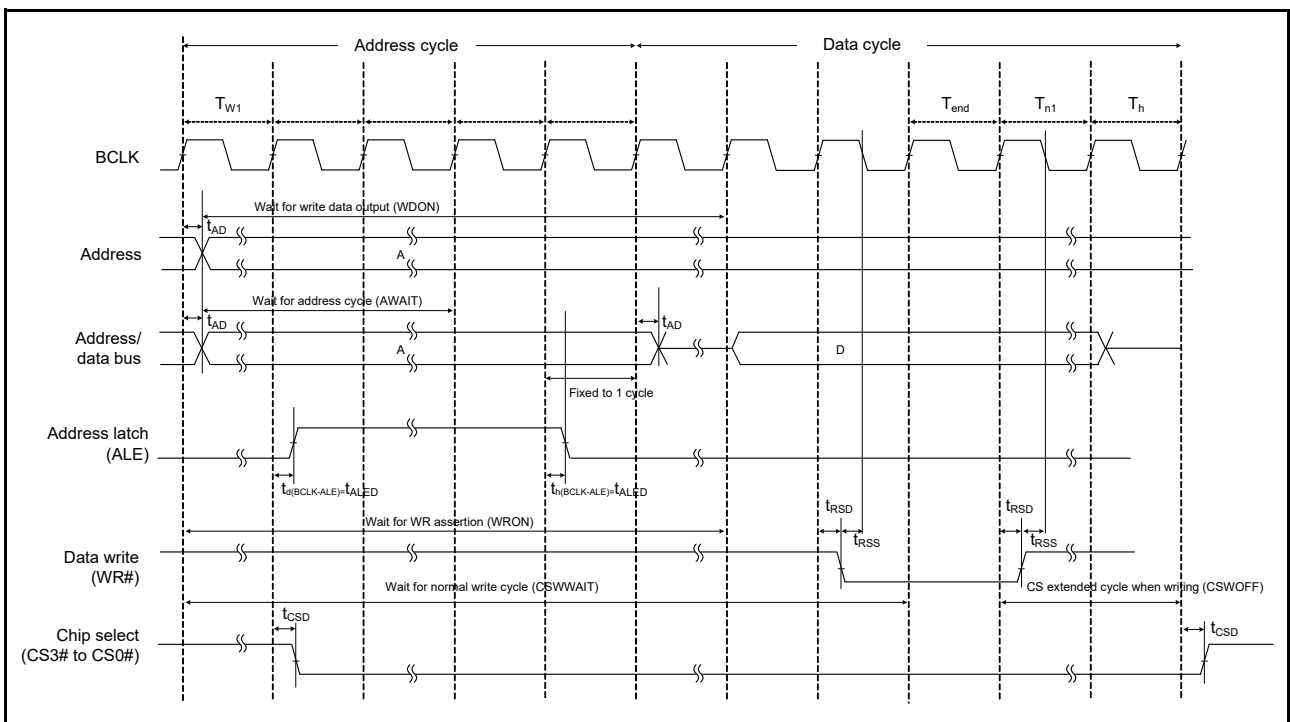 Address cycle
Data cycle
TW1
Tend
Tn1
Th
BCLK
Wait for write data output (WDON)
tAD
Address
A
Wait for address cycle (AWAIT)
tAD
tAD
Address/
data bus
A
D
Fixed to 1 cycle
Address latch
(ALE)
td(BCLK-ALE)=tALED
th(BCLK-ALE)=tALED
tRSD
tRSD
Wait for WR assertion (WRON)
tRSS
tRSS
Data write
(WR#)
Wait for normal write cycle (CSWWAIT)
CS extended cycle when writing (CSWOFF)
tCSD
tCSD
Chip select
(CS3# to CS0#)